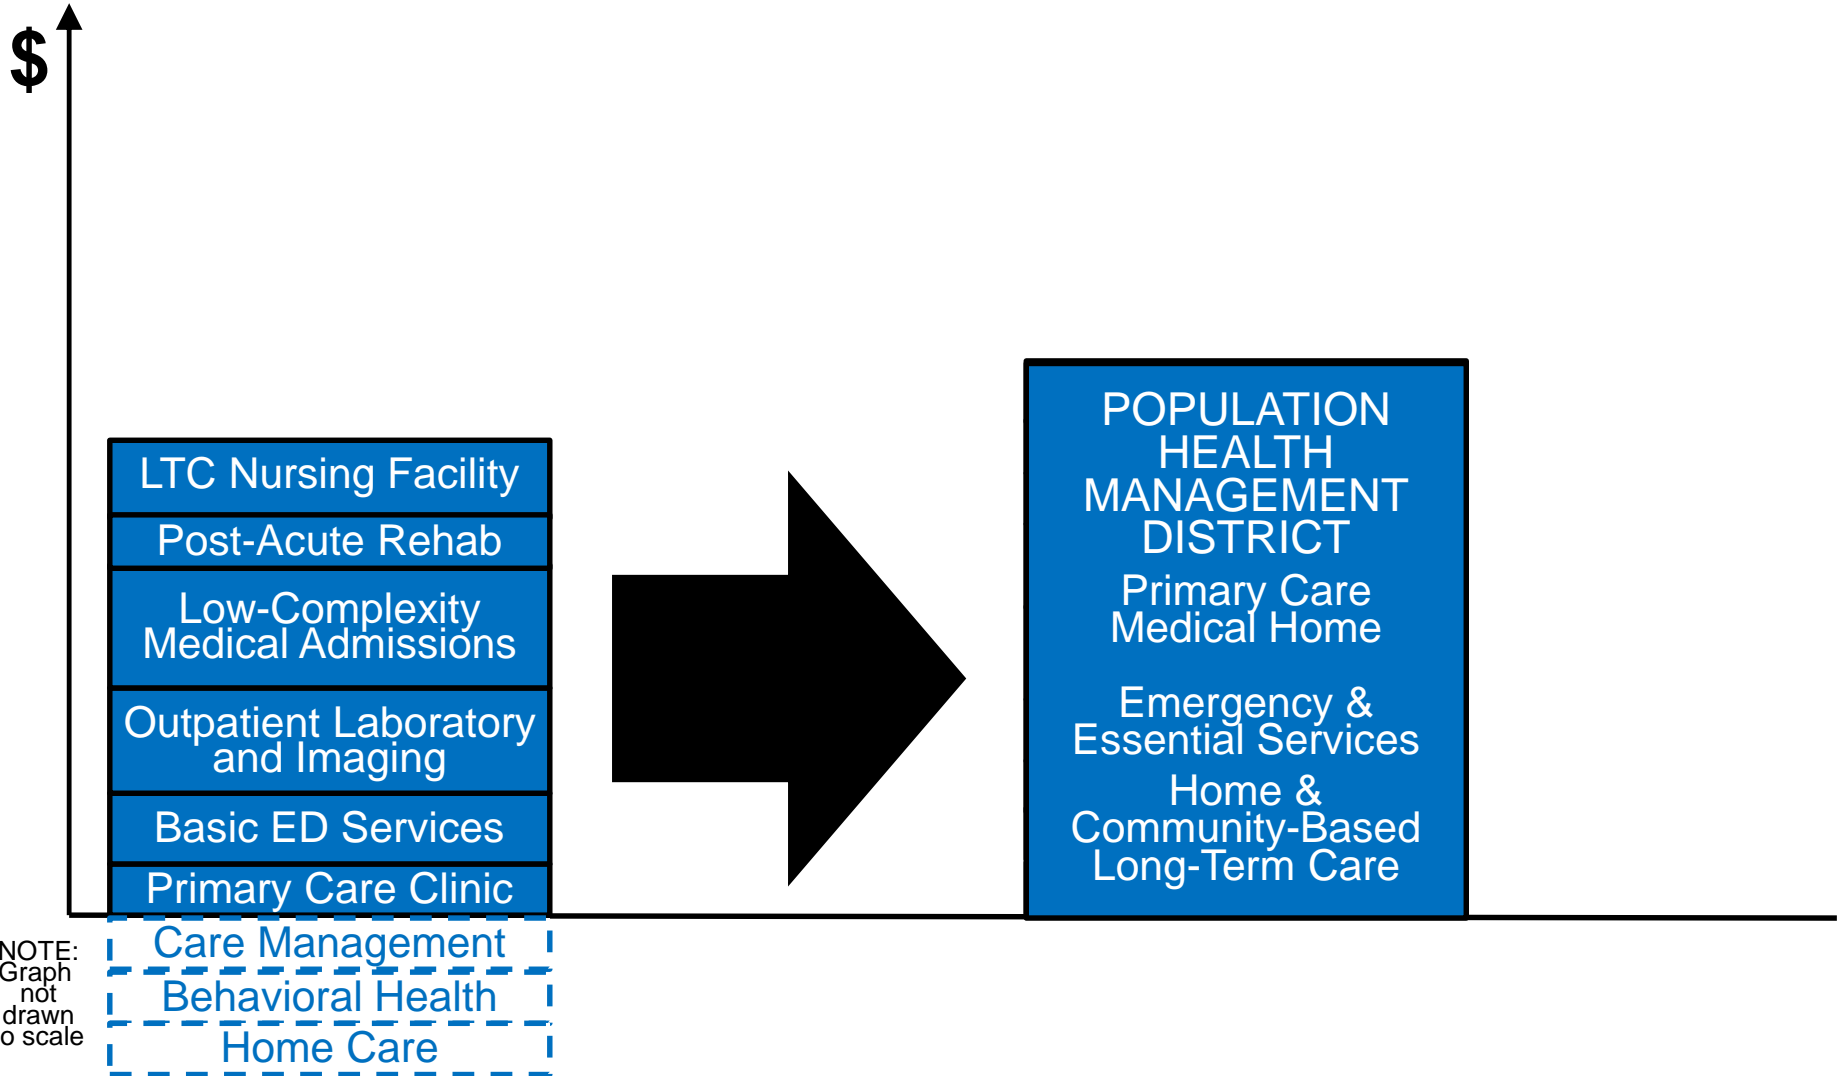 $
LTC Nursing Facility
Post-Acute Rehab
Low-Complexity
Medical Admissions
Outpatient Laboratory
and Imaging
Basic ED Services
Primary Care Clinic
Care Management
Behavioral Health
Home Care
NOTE:
Graph
not
drawn
o scale
POPULATION
HEALTH
MANAGEMENT
DISTRICT
Primary Care
Medical Home
Emergency &
Essential Services
Home &
Community-Based
Long-Term Care